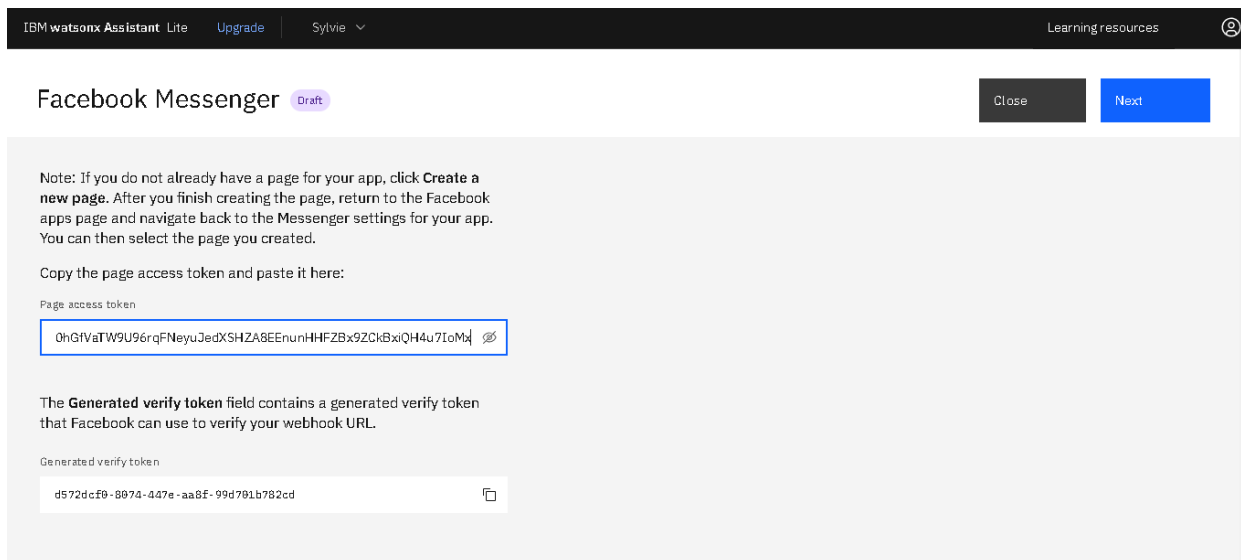 IBM watsonx Assistant Lite Upgrade Sylvie Learning resources
Facebook Messenger Draft Close Next
Note: If you do not already have a page for your app, click Create a
new page. After you finish creating the page, return to the Facebook
apps page and navigate back to the Messenger settings for your app.
You can then select the page you created.
Copy the page access token and paste it here:
Page access token
0hGfVaTW9U96rqFNeyuJedXSHZA8EEnunHHFZBx9ZCkBxiQH4u7IoMx
The Generated verify token field contains a generated verify token
that Facebook can use to verify your webhook URL.
Generated verify token
d572dcf0-8074-447e-aa8f-99d701b782cd